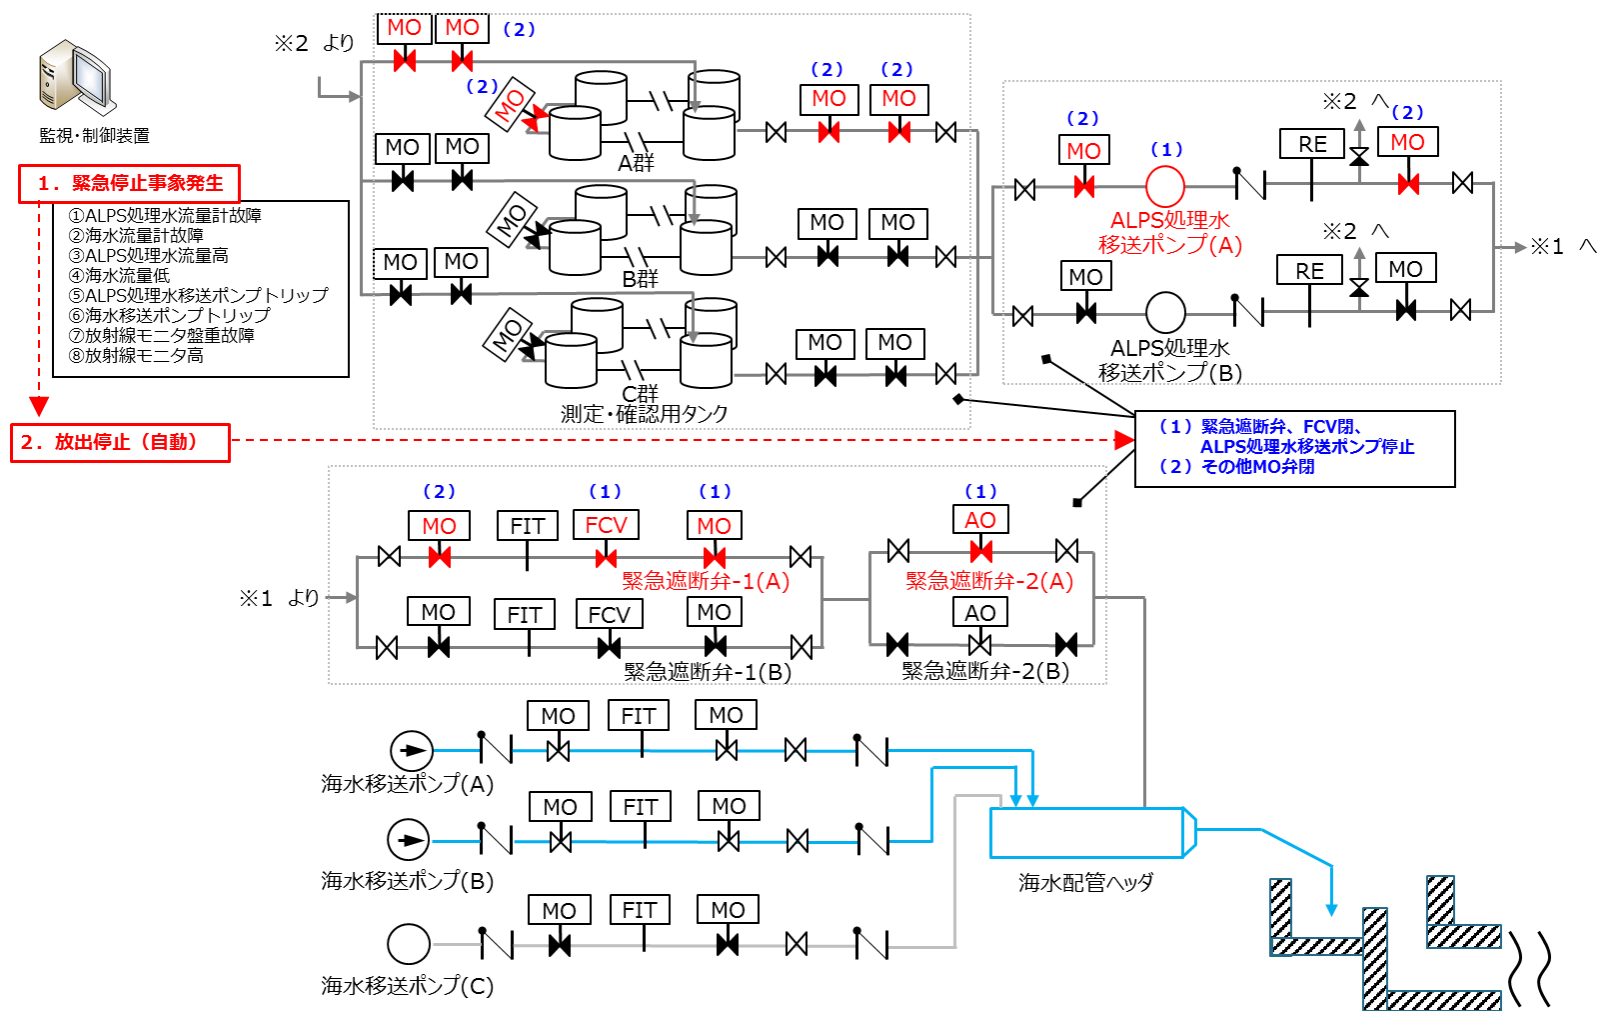 ※2 より
監視・制御装置
1．緊急停止事象発生
①ALPS処理水流量計故障
②海水流量計故障
③ALPS処理水流量高
④海水流量低
⑤ALPS処理水移送ポンプトリップ
⑥海水移送ポンプトリップ
⑦放射線モニタ盤重故障
⑧放射線モニタ高
2．放出停止（自動）
MO
MO
（2）
（2）
MO
（2）
（2）
MO
MO
A群
MO
MO
MO
MO
MO
B群
MO
MO
MO
MO
MO
C群
測定・確認用タンク
（2）
MO
（1）
ALPS処理水
移送ポンプ(A)
RE
※2 へ
（2）
MO
MO
ALPS処理水
移送ポンプ(B)
RE
※2 へ
MO
※1 へ
（1）緊急遮断弁、FCV閉、
ALPS処理水移送ポンプ停止
（2）その他MO弁閉
※1 より
（2）
（1）
（1）
（1）
MO
FIT
FCV
MO
AO
緊急遮断弁-1(A)
緊急遮断弁-2(A)
MO
FIT
FCV
MO
AO
緊急遮断弁-1(B)
緊急遮断弁-2(B)
MO
FIT
MO
海水移送ポンプ(A)
MO
FIT
MO
海水移送ポンプ(B)
海水配管ヘッダ
MO
FIT
MO
海水移送ポンプ(C)